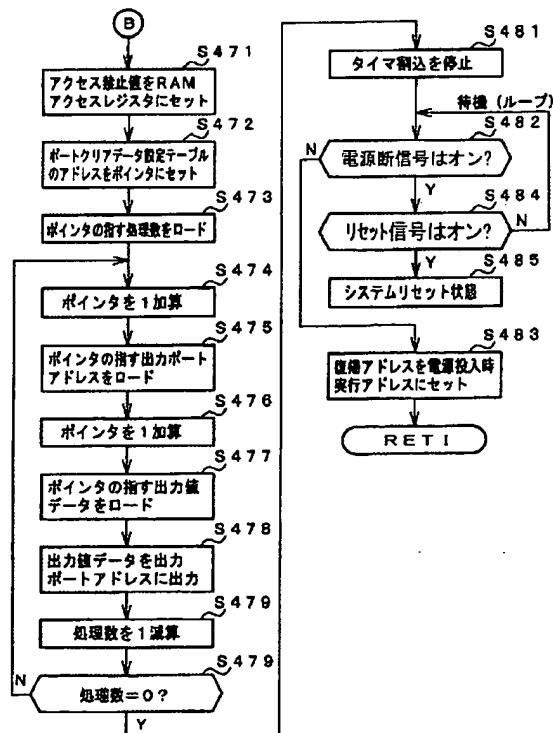 B
S471
アクセス禁止値をRAM
アクセスレジスタにセット
S472
ポートクリアデータ設定テーブル
のアドレスをポインタにセット
S473
ポインタの指す処理数をロード
S474
ポインタを1加算
S475
ポインタの指す出力ポート
アドレスをロード
S476
ポインタを1加算
S477
ポインタの指す出力値
データをロード
S478
出力値データを出力
ポートアドレスに出力
S479
処理数を1減算
S479
N
処理数=0?
Y
S481
タイマ割込を停止
待機(ループ)
S482
N
電源断信号はオン?
Y
S484
リセット信号はオン?
N
Y
S485
システムリセット状態
S483
復帰アドレスを電源投入時
実行アドレスにセット
RETI